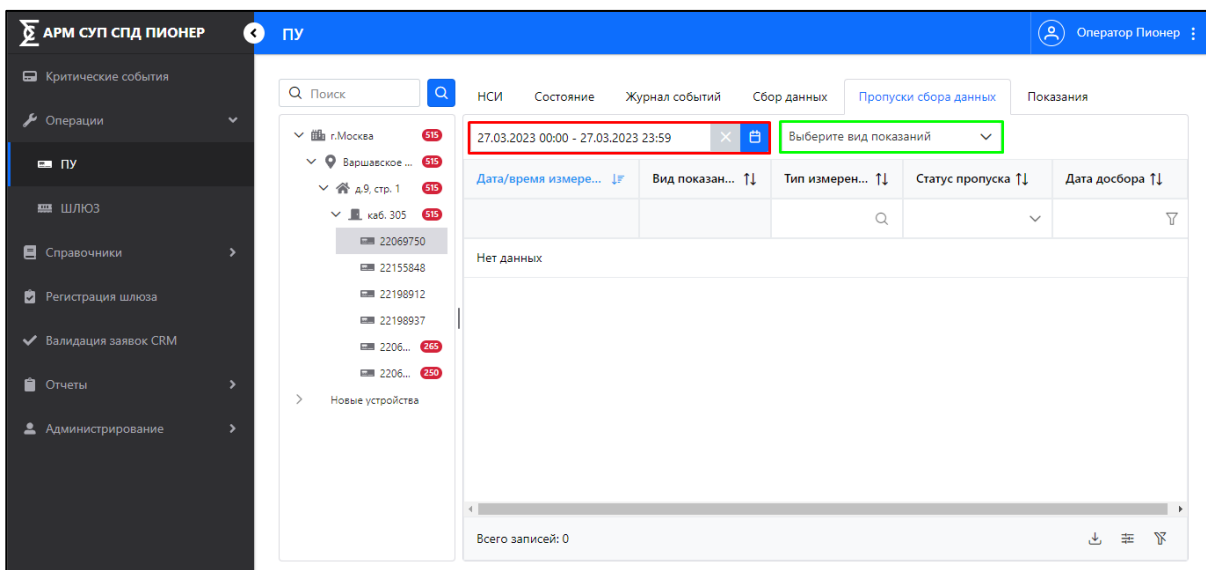 АРМ СУП СПД ПИОНЕР
ПУ
Оператор Пионер
Критические события
Операции
ПУ
ШЛЮЗ
Справочники
Регистрация шлюза
Валидация заявок CRM
Отчеты
Администрирование
Поиск
г.Москва 515
Варшавское ... 515
д.9, стр. 1 515
каб. 305 515
22069750
22155848
22198912
22198937
2206... 265
2206... 250
Новые устройства
НСИ Состояние Журнал событий Сбор данных Пропуски сбора данных Показания
27.03.2023 00:00 - 27.03.2023 23:59 Выберите вид показаний
Дата/время измере... Вид показан... Тип измерен... Статус пропуска Дата досбора
Нет данных
Всего записей: 0